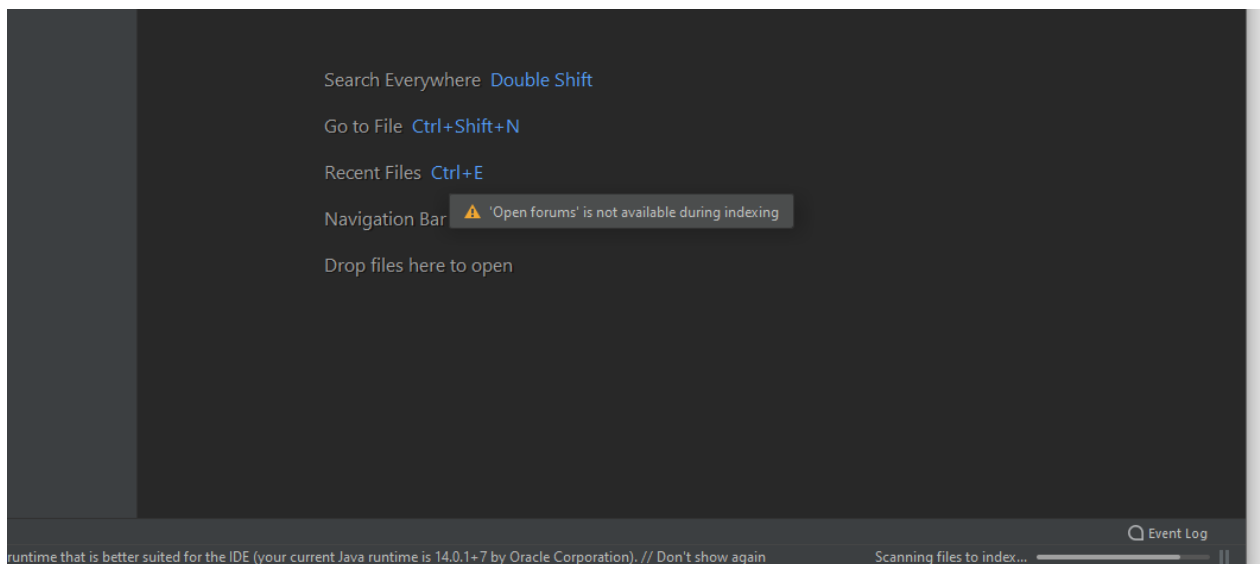 Search Everywhere Double Shift
Go to File Ctrl+Shift+N
Recent Files Ctrl+E
Navigation Bar
'Open forums' is not available during indexing
Drop files here to open
Event Log
runtime that is better suited for the IDE (your current Java runtime is 14.0.1+7 by Oracle Corporation). // Don't show again
Scanning files to index...